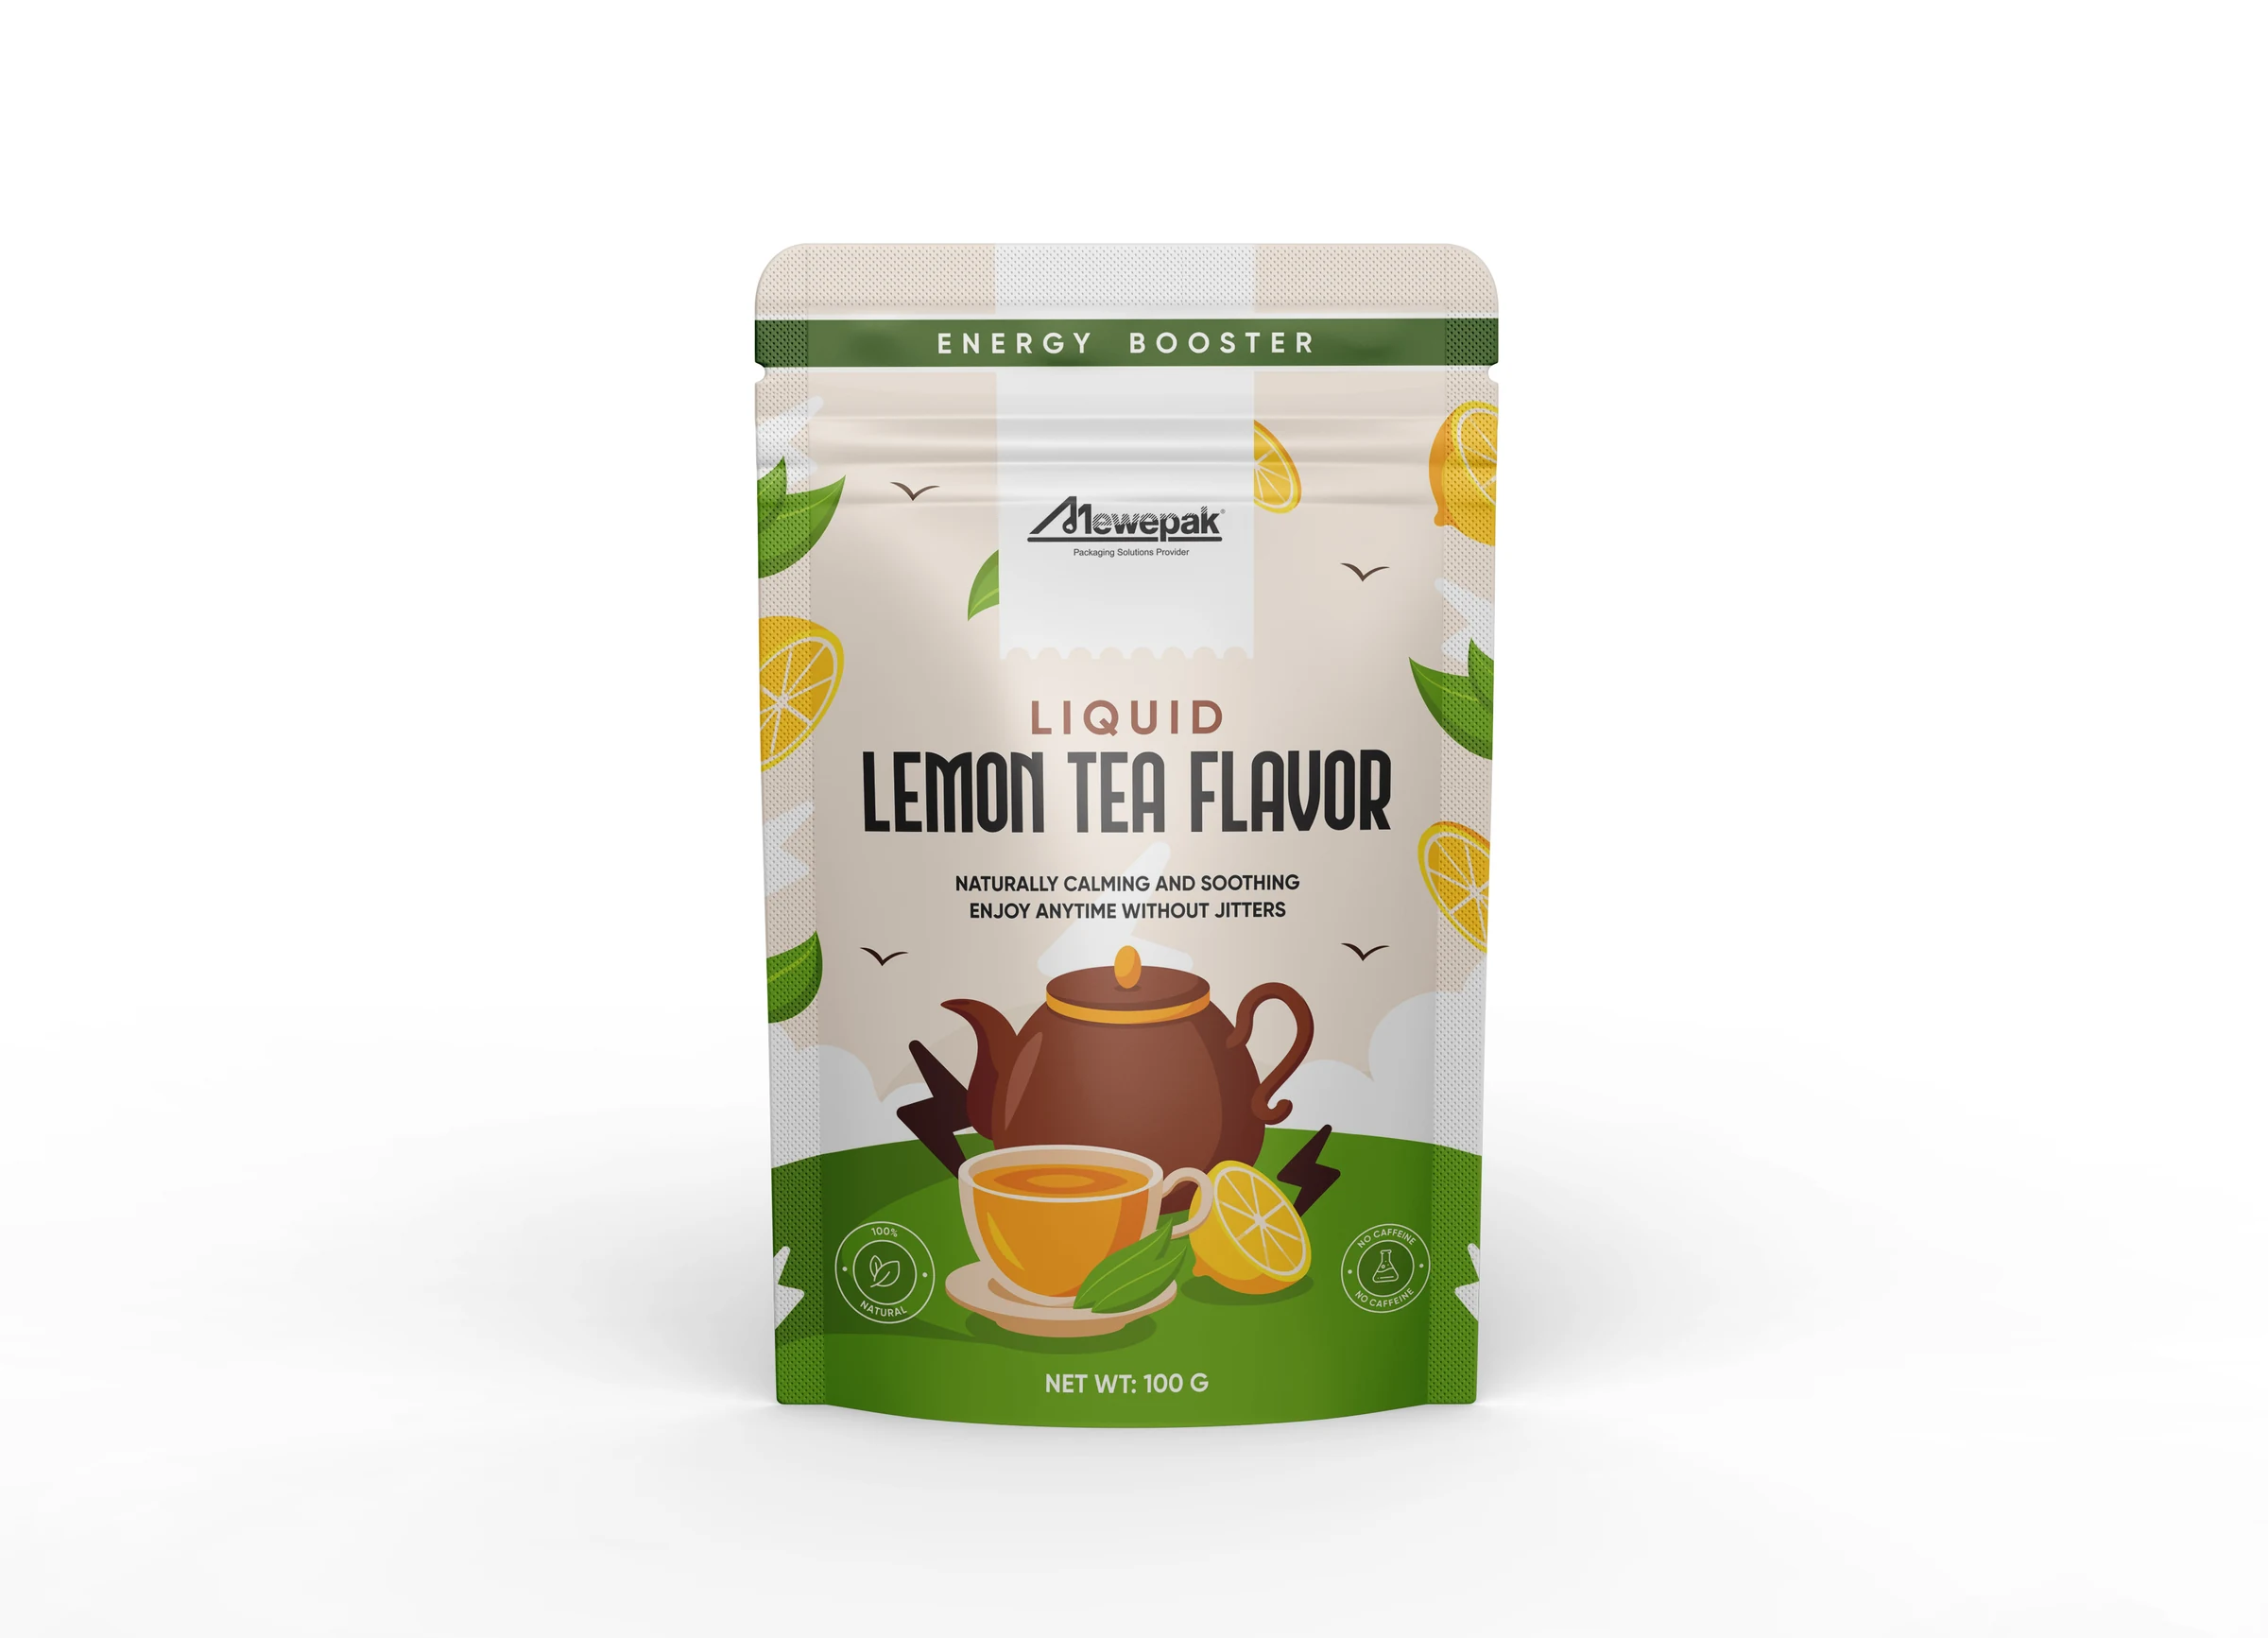 ENERGY BOOSTER
Mewepak®
Packaging Solutions Provider
LIQUID
LEMON TEA FLAVOR
NATURALLY CALMING AND SOOTHING
ENJOY ANYTIME WITHOUT JITTERS
100%
NATURAL
NO CAFFEINE
NO CAFFEINE
NET WT: 100 G